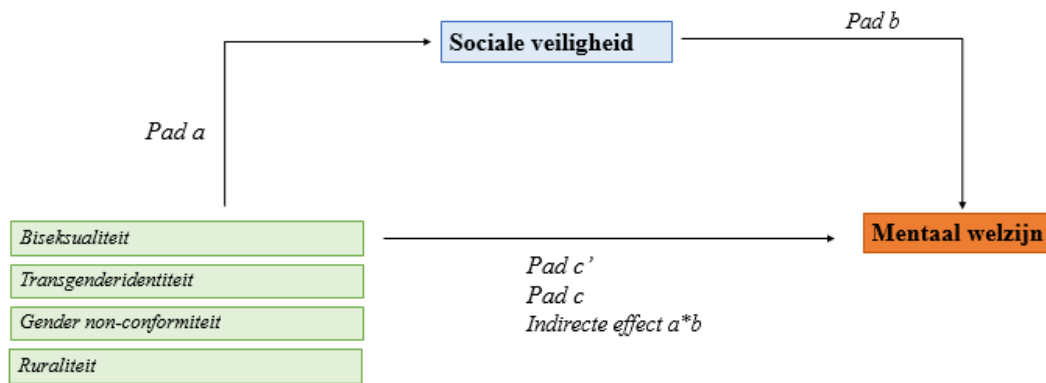 Sociale veiligheid
Pad b
Pad a
Biseksualiteit
Transgenderidentiteit
Gender non-conformiteit
Ruraliteit
Mentaal welzijn
Pad c’
Pad c
Indirecte effect a*b